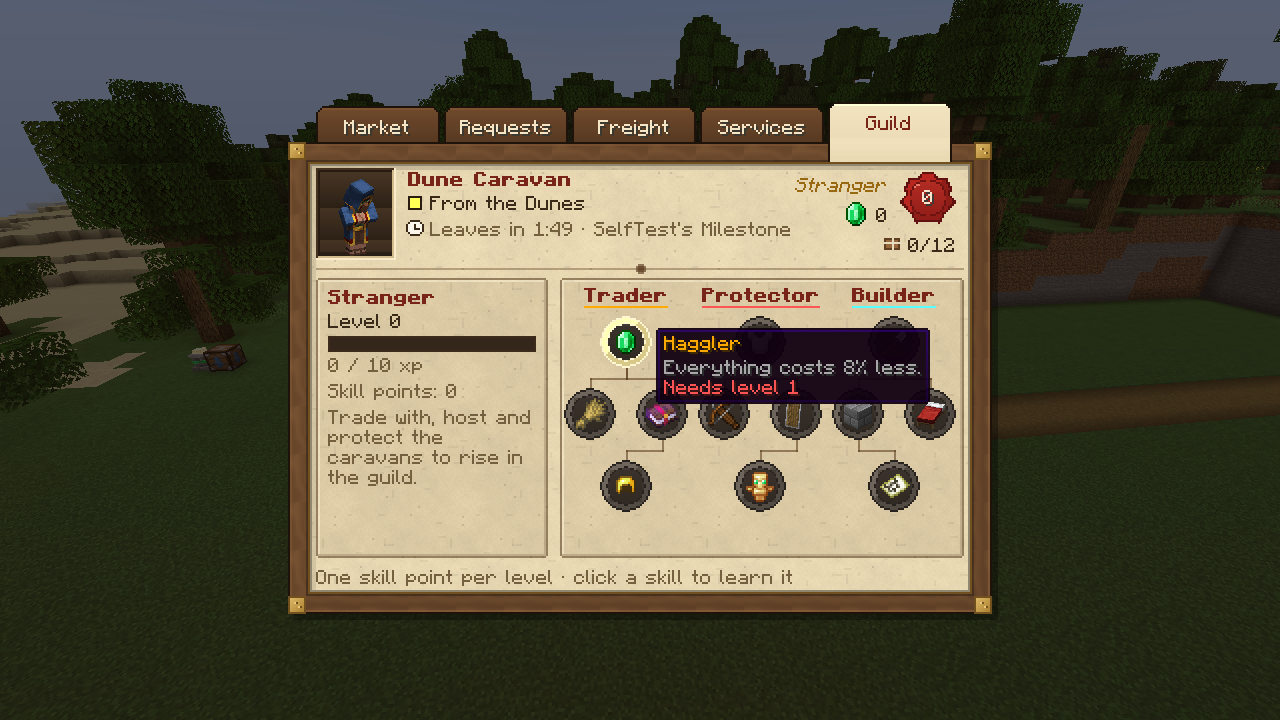 Market
Requests
Freight
Services
Guild
Dune Caravan
From the Dunes
Leaves in 1:49 · SelfTest's Milestone
Stranger
0
0
0/12
Stranger
Level 0
0 / 10 xp
Skill points: 0
Trade with, host and
protect the
caravans to rise in
the guild.
Trader
Protector
Builder
Haggler
Everything costs 8% less.
Needs level 1
One skill point per level · click a skill to learn it